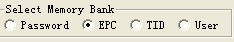 Select Memory Bank
Password EPC TID User